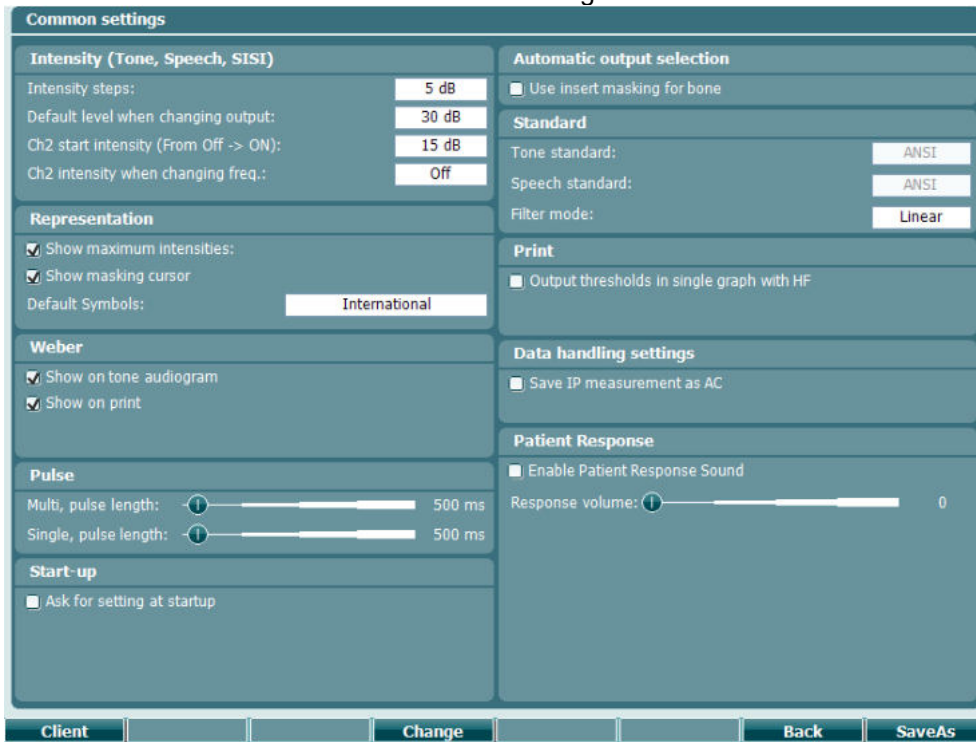 Common settings
Intensity (Tone, Speech, SISI)
Intensity steps: 5 dB
Default level when changing output: 30 dB
Ch2 start intensity (From Off -> ON): 15 dB
Ch2 intensity when changing freq.: Off
Representation
Show maximum intensities:
Show masking cursor
Default Symbols: International
Weber
Show on tone audiogram
Show on print
Pulse
Multi, pulse length: 500 ms
Single, pulse length: 500 ms
Start-up
Ask for setting at startup
Automatic output selection
Use insert masking for bone
Standard
Tone standard: ANSI
Speech standard: ANSI
Filter mode: Linear
Print
Output thresholds in single graph with HF
Data handling settings
Save IP measurement as AC
Patient Response
Enable Patient Response Sound
Response volume: 0
Client Change Back SaveAs